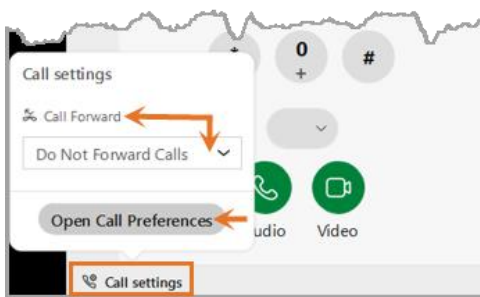 0
+
#
Call settings
Call Forward
Do Not Forward Calls
Open Call Preferences
udio
Video
Call settings